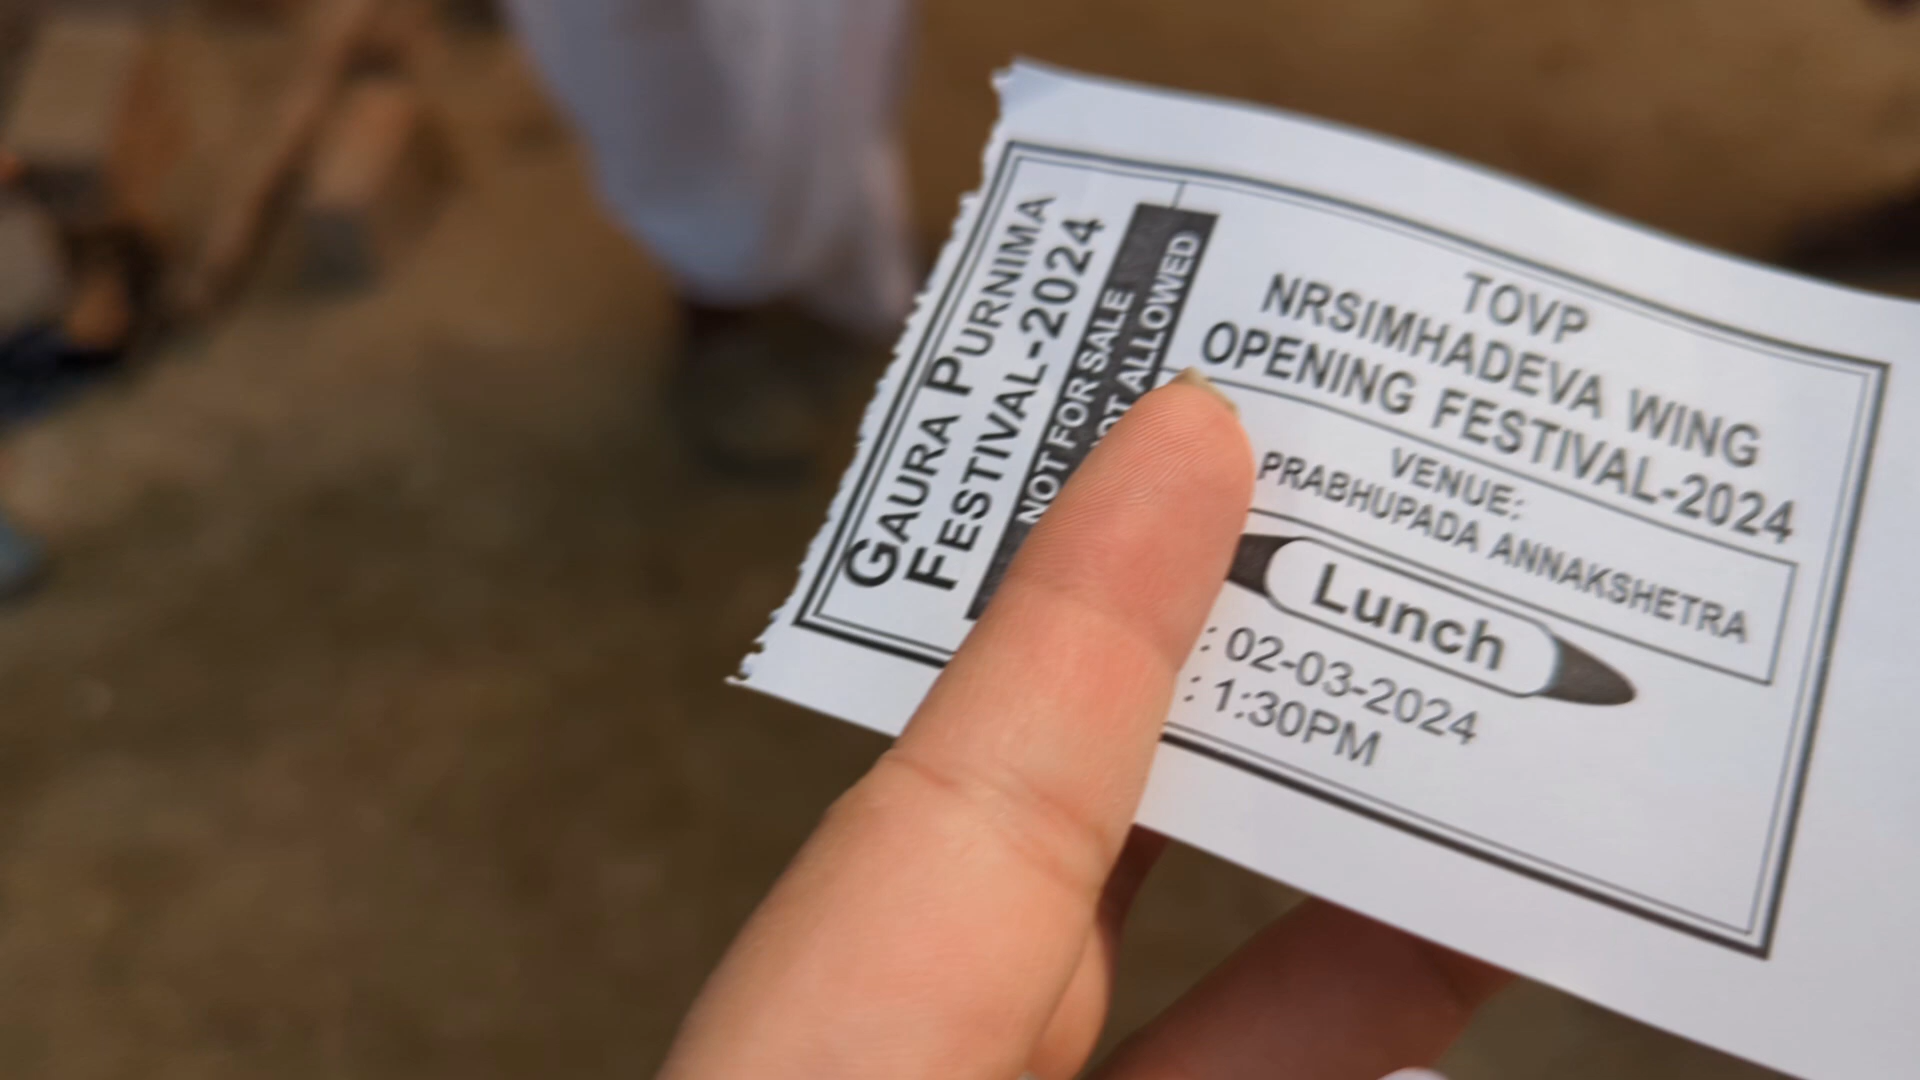 GAURA PURNIMA
FESTIVAL-2024
NOT FOR SALE
ALLOWED
TOVP
NRSIMHADEVA WING
OPENING FESTIVAL-2024
VENUE:
PRABHUPADA ANNAKSHETRA
Lunch
: 02-03-2024
: 1:30PM